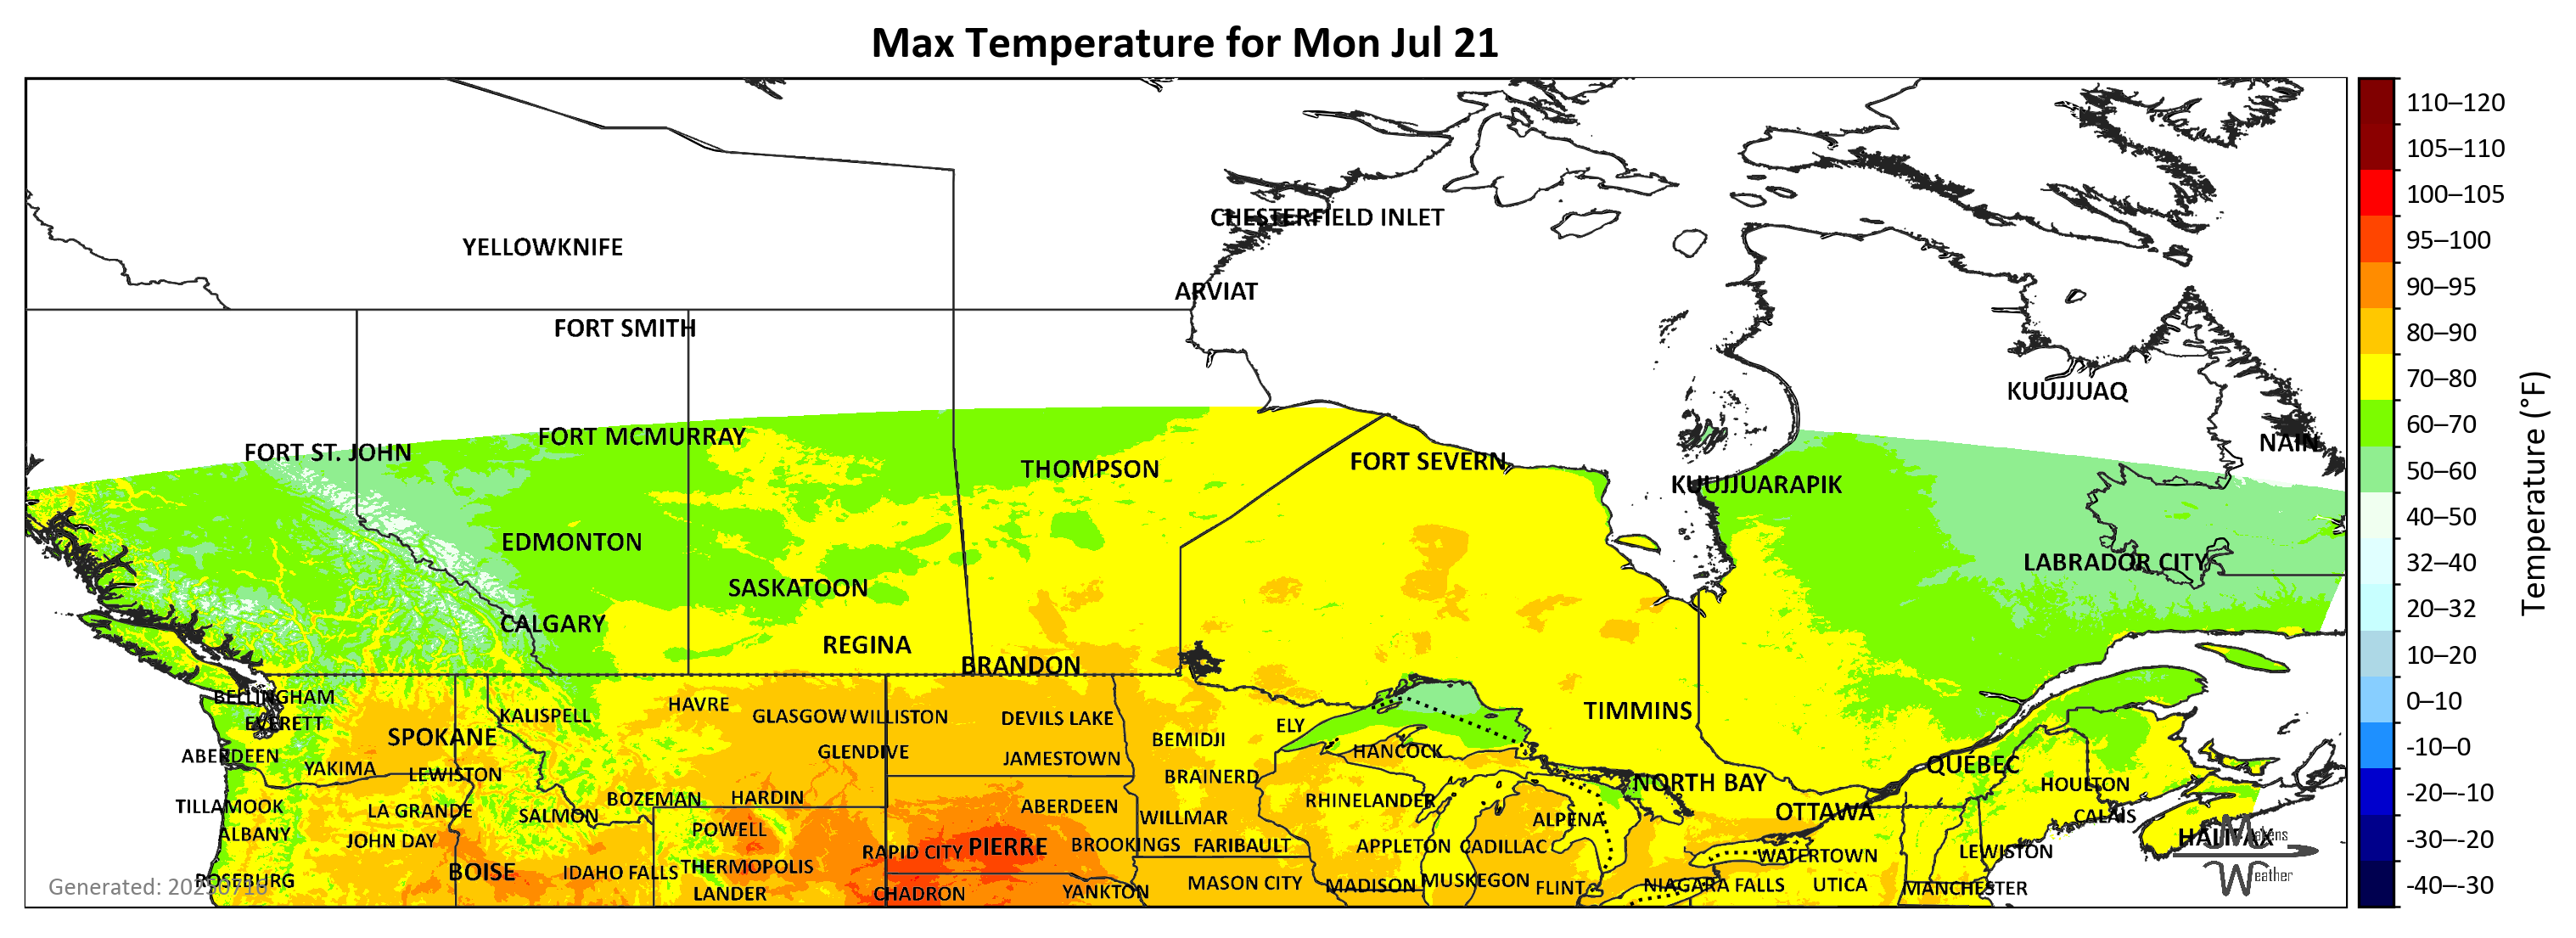 Max Temperature for Mon Jul 21
110–120
105–110
100–105
95–100
90–95
80–90
70–80
60–70
50–60
40–50
32–40
20–32
10–20
0–10
-10–0
-20–-10
-30–-20
-40–-30
Temperature (°F)
CHESTERFIELD INLET
YELLOWKNIFE
ARVIAT
FORT SMITH
KUUJJUAQ
FORT MCMURRAY
NAIN
FORT ST. JOHN
FORT SEVERN
THOMPSON
KUUJJUARAPIK
EDMONTON
LABRADOR CITY
SASKATOON
CALGARY
REGINA
BRANDON
BELLINGHAM
HAVRE
TIMMINS
KALISPELL
GLASGOW
WILLISTON
DEVILS LAKE
EVERETT
ELY
SPOKANE
BEMIDJI
GLENDIVE
HANCOCK
ABERDEEN
JAMESTOWN
QUÉBEC
YAKIMA
LEWISTON
BRAINERD
NORTH BAY
HOULTON
BOZEMAN
HARDIN
RHINELANDER
TILLAMOOK
LA GRANDE
ABERDEEN
SALMON
OTTAWA
CALAIS
WILLMAR
ALPENA
ALBANY
POWELL
HALIFAX
JOHN DAY
RAPID CITY
PIERRE
BROOKINGS
FARIBAULT
APPLETON
CADILLAC
LEWISTON
WATERTOWN
BOISE
IDAHO FALLS
THERMOPOLIS
ROSEBURG
MASON CITY
MADISON
MUSKEGON
FLINT
NIAGARA FALLS
UTICA
MANCHESTER
LANDER
CHADRON
YANKTON
Generated: 20250716
Makens
Weather